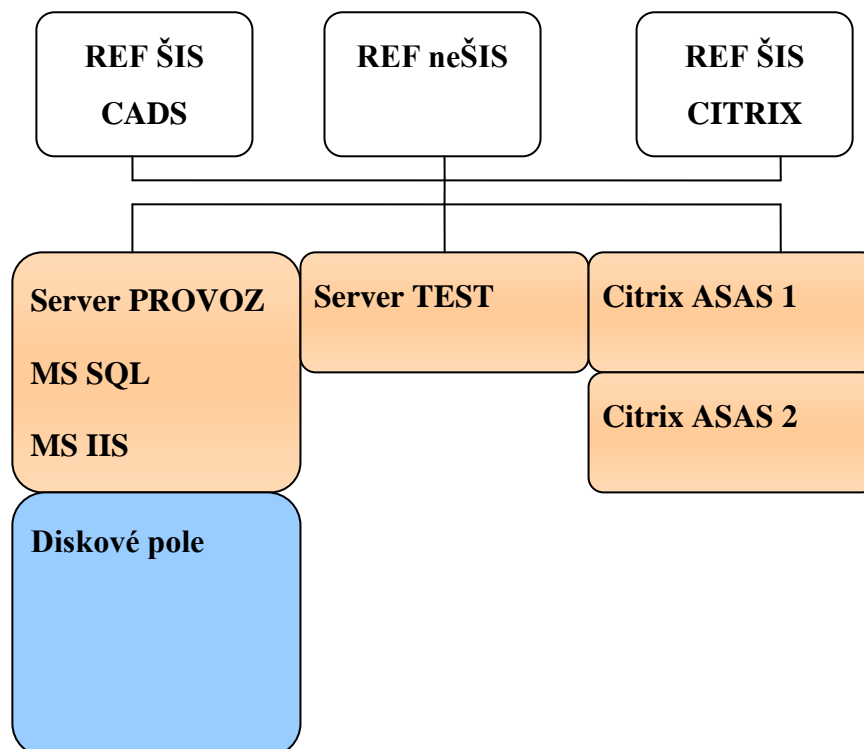 REF ŠIS
CADS
REF neŠIS
REF ŠIS
CITRIX
Server PROVOZ
MS SQL
MS IIS
Server TEST
Citrix ASAS 1
Citrix ASAS 2
Diskové pole